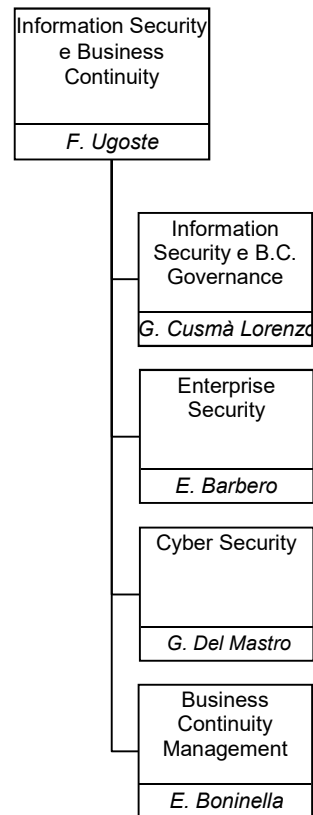 Information Security
e Business
Continuity
F. Ugoste
Information
Security e B.C.
Governance
G. Cusmà Lorenzo
Enterprise
Security
E. Barbero
Cyber Security
G. Del Mastro
Business
Continuity
Management
E. Boninella